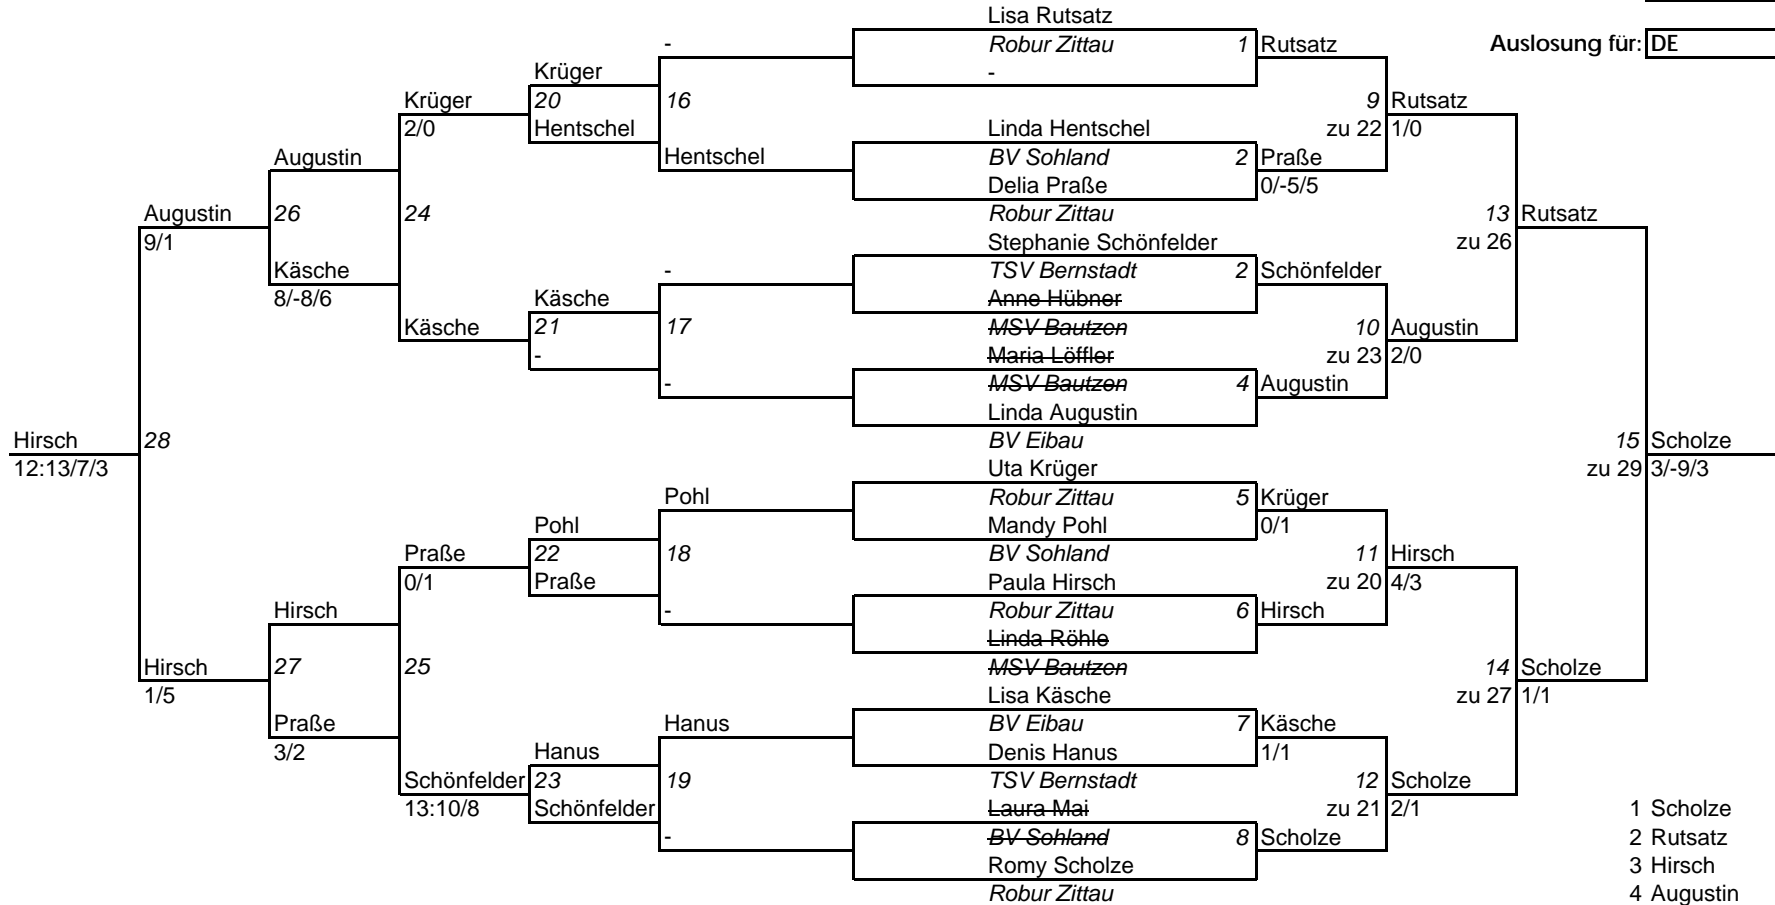 Lisa Rutsatz
- Robur Zittau 1 Rutsatz Auslosung für: DE
Krüger -
Krüger 20 16 9 Rutsatz
2/0 Hentschel Linda Hentschel zu 22 1/0
Augustin Hentschel BV Sohland 2 Praße
Delia Praße 0/-5/5
Augustin 26 24 Robur Zittau 13 Rutsatz
9/1 Stephanie Schönfelder zu 26
Käsche - TSV Bernstadt 2 Schönfelder
8/-8/6 Käsche Anne Hübner
Käsche 21 17 MSV Bautzen 10 Augustin
- Maria Löffler zu 23 2/0
- MSV Bautzen 4 Augustin
Linda Augustin
Hirsch 28 BV Eibau 15 Scholze
12:13/7/3 Uta Krüger zu 29 3/-9/3
Pohl Robur Zittau 5 Krüger
Pohl Mandy Pohl 0/1
Praße 22 18 BV Sohland 11 Hirsch
0/1 Praße Paula Hirsch zu 20 4/3
Hirsch - Robur Zittau 6 Hirsch
Linda Röhle
Hirsch 27 25 MSV Bautzen 14 Scholze
1/5 Lisa Käsche zu 27 1/1
Praße Hanus BV Eibau 7 Käsche
3/2 Hanus Denis Hanus 1/1
Schönfelder 23 19 TSV Bernstadt 12 Scholze
13:10/8 Schönfelder Laura Mai zu 21 2/1 1 Scholze
- BV Sohland 8 Scholze 2 Rutsatz
Romy Scholze 3 Hirsch
Robur Zittau 4 Augustin